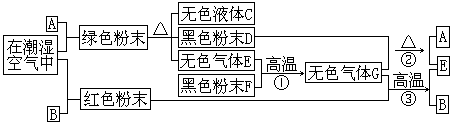 无色液体C
A
绿色粉末
△
黑色粉末D
在潮湿
空气中
无色气体E
高温
①
无色气体G
黑色粉末F
B
红色粉末
△
②
A
E
高温
③
B